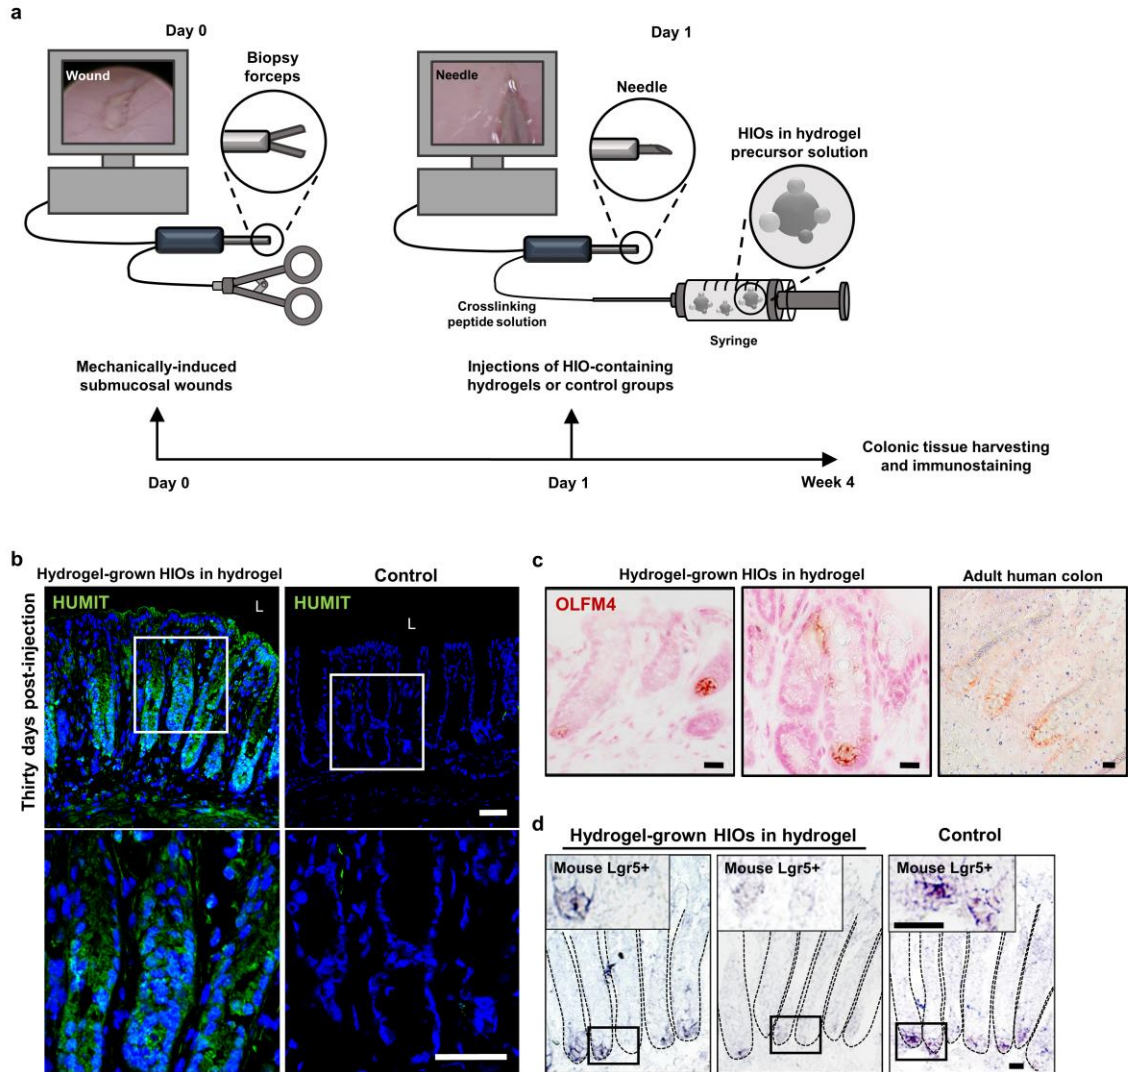 a
Day 0
Day 1
Wound
Biopsy
forceps
Needle
Needle
HIOs in hydrogel
precursor solution
Crosslinking
peptide solution
Syringe
Mechanically-induced
submucosal wounds
Injections of HIO-containing
hydrogels or control groups
Colonic tissue harvesting
and immunostaining
Day 0
Day 1
Week 4
b
Hydrogel-grown HIOs in hydrogel
Control
Thirty days post-injection
HUMIT
L
HUMIT
L
c
Hydrogel-grown HIOs in hydrogel
Adult human colon
OLFM4
d
Hydrogel-grown HIOs in hydrogel
Control
Mouse Lgr5+
Mouse Lgr5+
Mouse Lgr5+